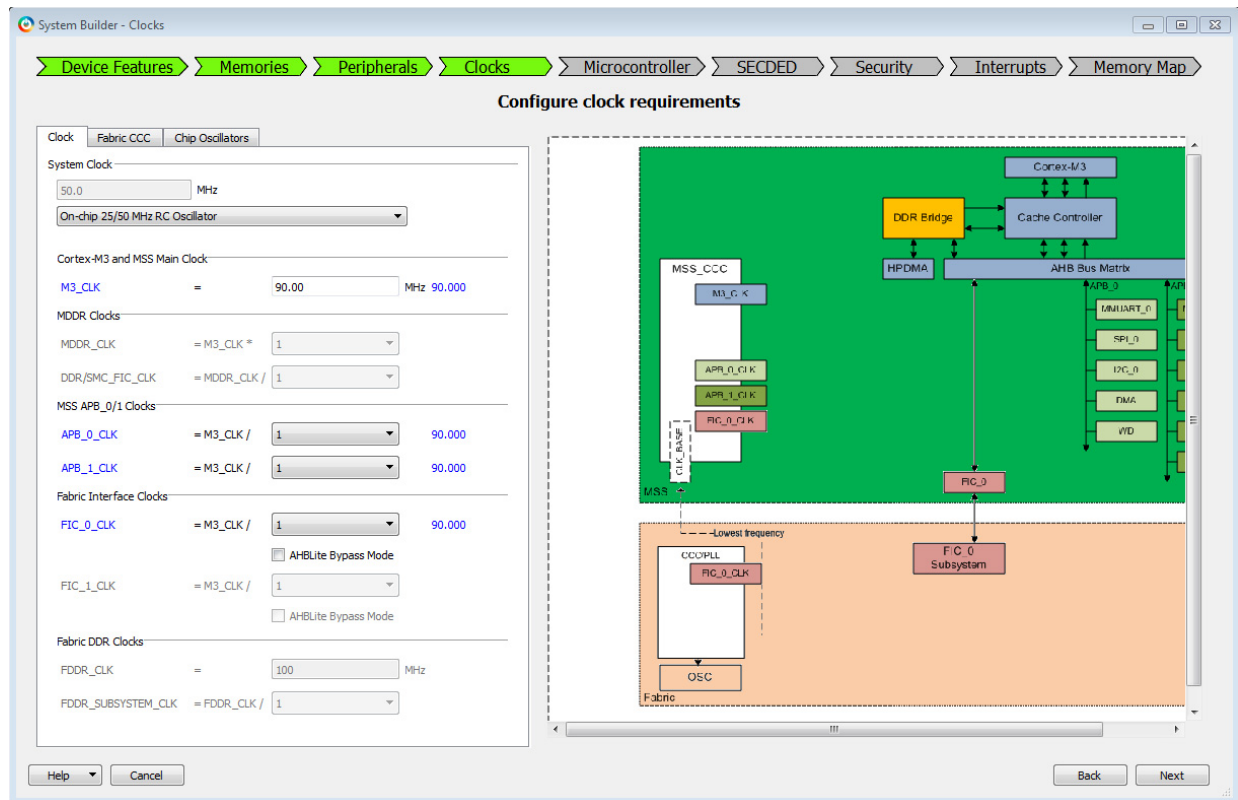 System Builder - Clocks
Device Features
Memories
Peripherals
Clocks
Microcontroller
SECDED
Security
Interrupts
Memory Map
Configure clock requirements
Clock
Fabric CCC
Chip Oscillators
System Clock
50.0 MHz
On-chip 25/50 MHz RC Oscillator
Cortex-M3 and MSS Main Clock
M3_CLK = 90.00 MHz 90.000
MDDR Clocks
MDDR_CLK = M3_CLK * 1
DDR/SMC_FIC_CLK = MDDR_CLK / 1
MSS APB_0/1 Clocks
APB_0_CLK = M3_CLK / 1 90.000
APB_1_CLK = M3_CLK / 1 90.000
Fabric Interface Clocks
FIC_0_CLK = M3_CLK / 1 90.000
AHBLite Bypass Mode
FIC_1_CLK = M3_CLK / 1
AHBLite Bypass Mode
Fabric DDR Clocks
FDDR_CLK = 100 MHz
FDDR_SUBSYSTEM_CLK = FDDR_CLK / 1
Cortex-M3
DDR Bridge
Cache Controller
MSS_CCC
HPDMA
AHB Bus Matrix
M3_CLK
APB_0
MMUART_0
SPI_0
APB_0_CLK
I2C_0
APB_1_CLK
DMA
FIC_0_CLK
WD
CLK_BASE
FIC_0
MSS
Lowest frequency
CCC/PLL
FIC_0_CLK
FIC_0
Subsystem
OSC
Fabric
Help
Cancel
Back
Next